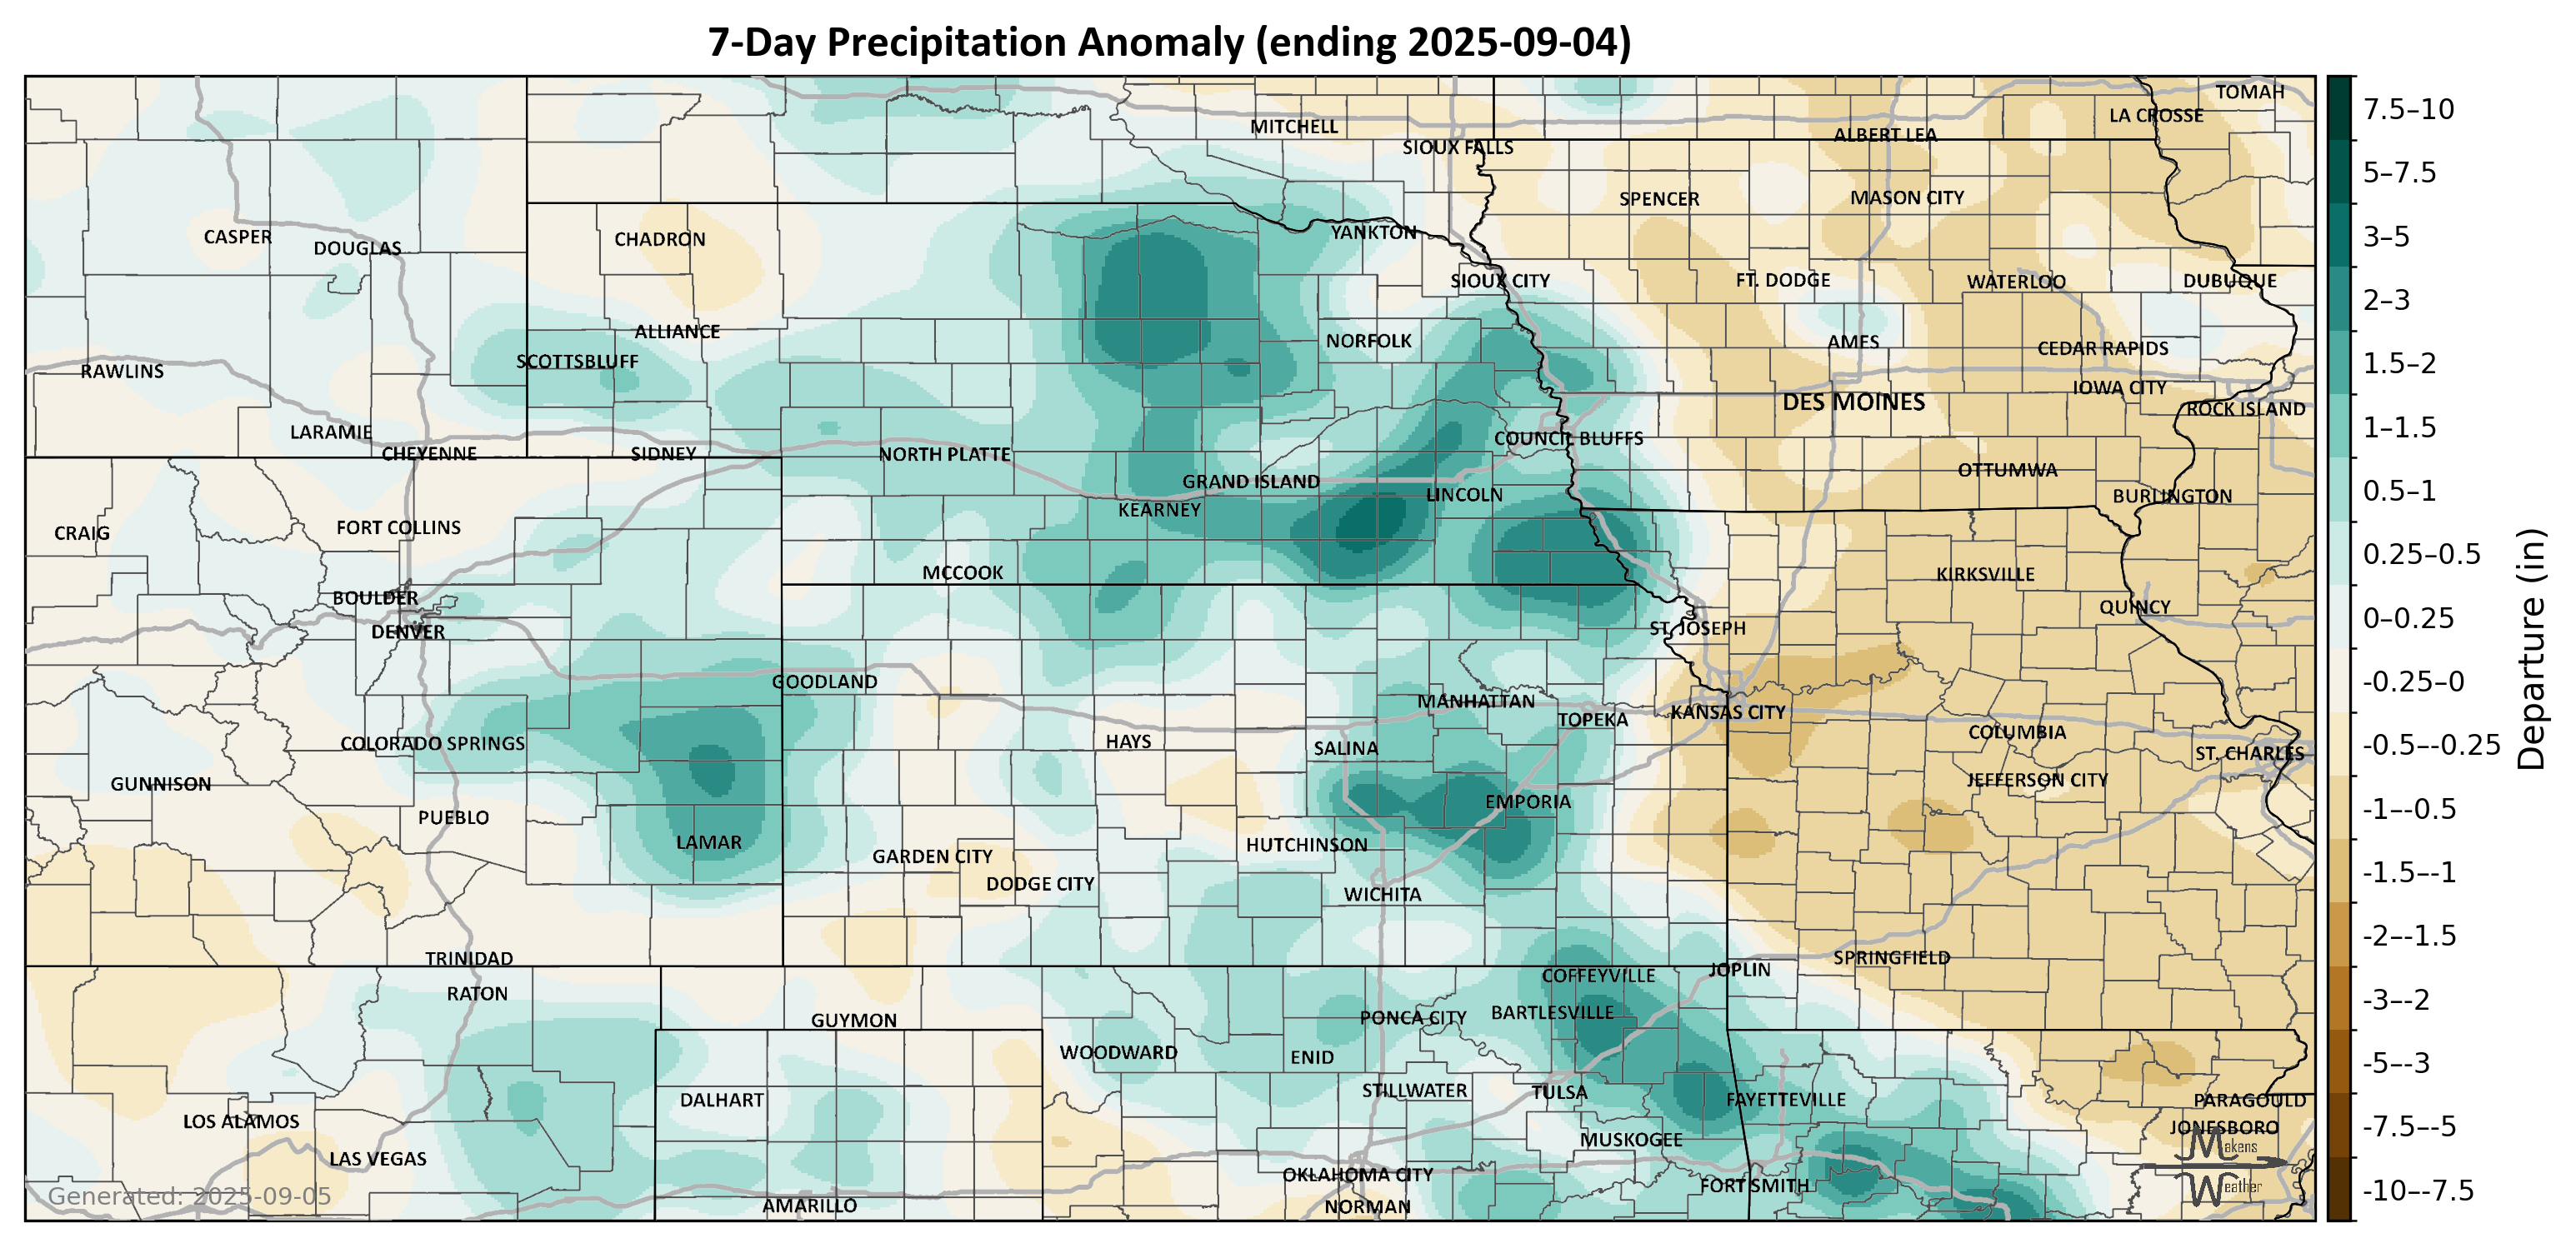 7-Day Precipitation Anomaly (ending 2025-09-04)
TOMAH
LA CROSSE
MITCHELL
ALBERT LEA
SIOUX FALLS
SPENCER
MASON CITY
CASPER
DOUGLAS
CHADRON
YANKTON
SIOUX CITY
FT. DODGE
WATERLOO
DUBUQUE
ALLIANCE
NORFOLK
AMES
CEDAR RAPIDS
SCOTTSBLUFF
RAWLINS
IOWA CITY
DES MOINES
ROCK ISLAND
LARAMIE
COUNCIL BLUFFS
CHEYENNE
SIDNEY
NORTH PLATTE
OTTUMWA
GRAND ISLAND
LINCOLN
BURLINGTON
KEARNEY
CRAIG
FORT COLLINS
MCCOOK
KIRKSVILLE
BOULDER
QUINCY
DENVER
ST. JOSEPH
GOODLAND
MANHATTAN
KANSAS CITY
TOPEKA
COLUMBIA
COLORADO SPRINGS
HAYS
SALINA
ST. CHARLES
GUNNISON
JEFFERSON CITY
EMPORIA
PUEBLO
LAMAR
HUTCHINSON
GARDEN CITY
DODGE CITY
WICHITA
TRINIDAD
SPRINGFIELD
COFFEYVILLE
JOPLIN
RATON
GUYMON
PONCA CITY
BARTLESVILLE
WOODWARD
ENID
STILLWATER
TULSA
DALHART
FAYETTEVILLE
PARAGOULD
LOS ALAMOS
JONESBORO
MUSKOGEE
LAS VEGAS
OKLAHOMA CITY
FORT SMITH
AMARILLO
NORMAN
Makens
Weather
Generated: 2025-09-05
7.5–10
5–7.5
3–5
2–3
1.5–2
1–1.5
0.5–1
0.25–0.5
0–0.25
-0.25–0
-0.5–-0.25
-1–-0.5
-1.5–-1
-2–-1.5
-3–-2
-5–-3
-7.5–-5
-10–-7.5
Departure (in)